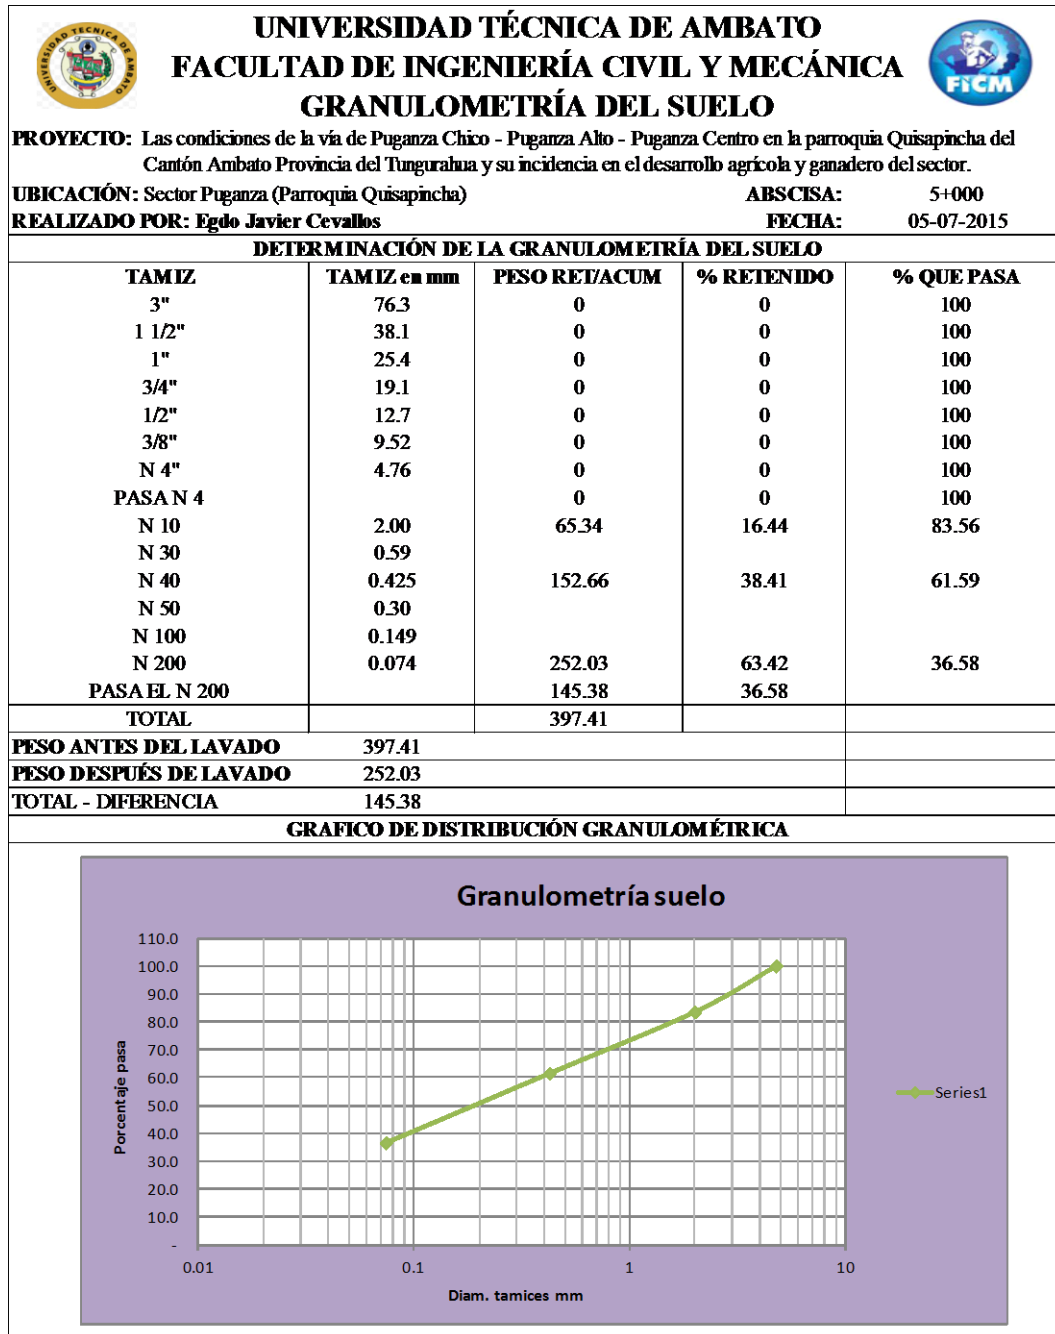 UNIVERSIDAD TÉCNICA DE AMBATO
FACULTAD DE INGENIERÍA CIVIL Y MECÁNICA
GRANULOMETRÍA DEL SUELO
UNIVERSIDAD TECNICA DE AMBATO
FICM
PROYECTO: Las condiciones de la vía de Puganza Chico - Puganza Alto - Puganza Centro en la parroquia Quisapincha del
Cantón Ambato Provincia del Tungurahua y su incidencia en el desarrollo agrícola y ganadero del sector.
UBICACIÓN: Sector Puganza (Parroquia Quisapincha) ABSCISA: 5+000
REALIZADO POR: Egdo Javier Cevallos FECHA: 05-07-2015
DETERMINACIÓN DE LA GRANULOMETRÍA DEL SUELO
TAMIZ TAMIZ en mm PESO RET/ACUM % RETENIDO % QUE PASA
3" 76.3 0 0 100
1 1/2" 38.1 0 0 100
1" 25.4 0 0 100
3/4" 19.1 0 0 100
1/2" 12.7 0 0 100
3/8" 9.52 0 0 100
N 4" 4.76 0 0 100
PASA N 4 0 0 100
N 10 2.00 65.34 16.44 83.56
N 30 0.59
N 40 0.425 152.66 38.41 61.59
N 50 0.30
N 100 0.149
N 200 0.074 252.03 63.42 36.58
PASA EL N 200 145.38 36.58
TOTAL 397.41
PESO ANTES DEL LAVADO 397.41
PESO DESPUÉS DE LAVADO 252.03
TOTAL - DIFERENCIA 145.38
GRAFICO DE DISTRIBUCIÓN GRANULOMÉTRICA
Granulometría suelo
110.0
100.0
90.0
80.0
70.0
60.0
50.0
40.0
30.0
20.0
10.0
-
Porcentaje pasa
0.01 0.1 1 10
Diam. tamices mm
Series1